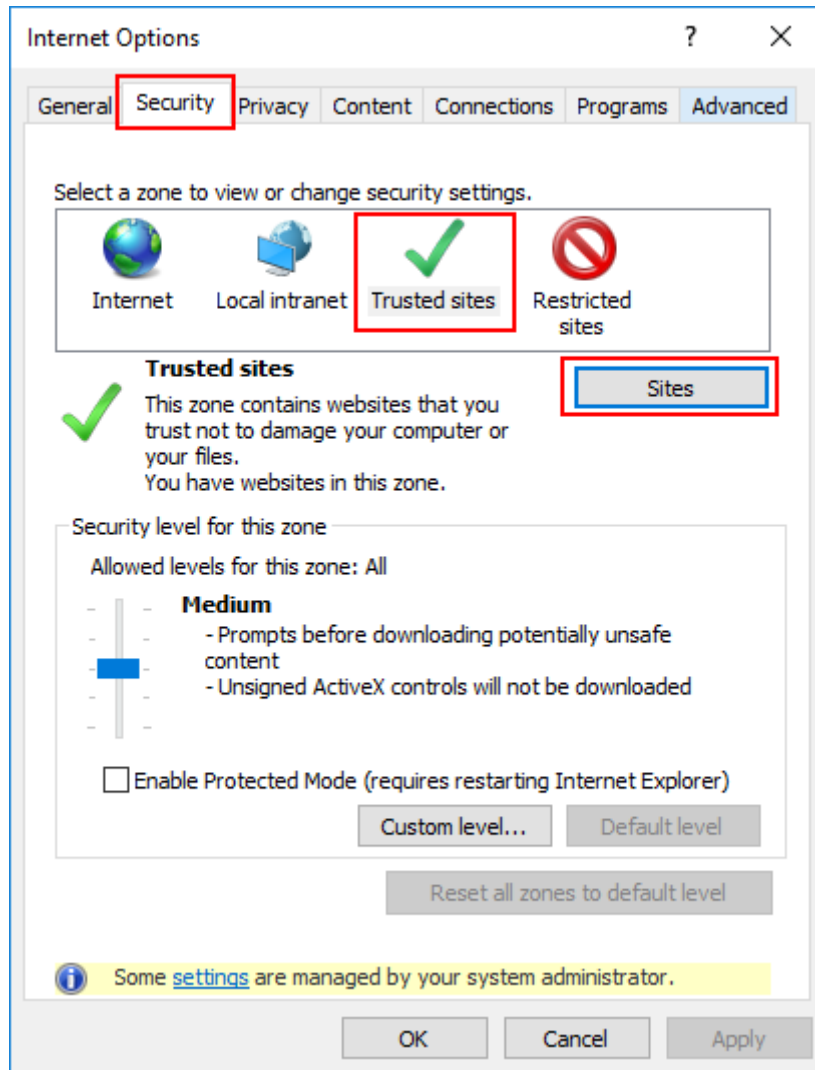 Internet Options
?
General Security Privacy Content Connections Programs Advanced
Select a zone to view or change security settings.
Internet
Local intranet
Trusted sites
Restricted
sites
Trusted sites
Sites
This zone contains websites that you
trust not to damage your computer or
your files.
You have websites in this zone.
Security level for this zone
Allowed levels for this zone: All
Medium
- Prompts before downloading potentially unsafe
content
- Unsigned ActiveX controls will not be downloaded
Enable Protected Mode (requires restarting Internet Explorer)
Custom level...
Default level
Reset all zones to default level
Some settings are managed by your system administrator.
OK
Cancel
Apply